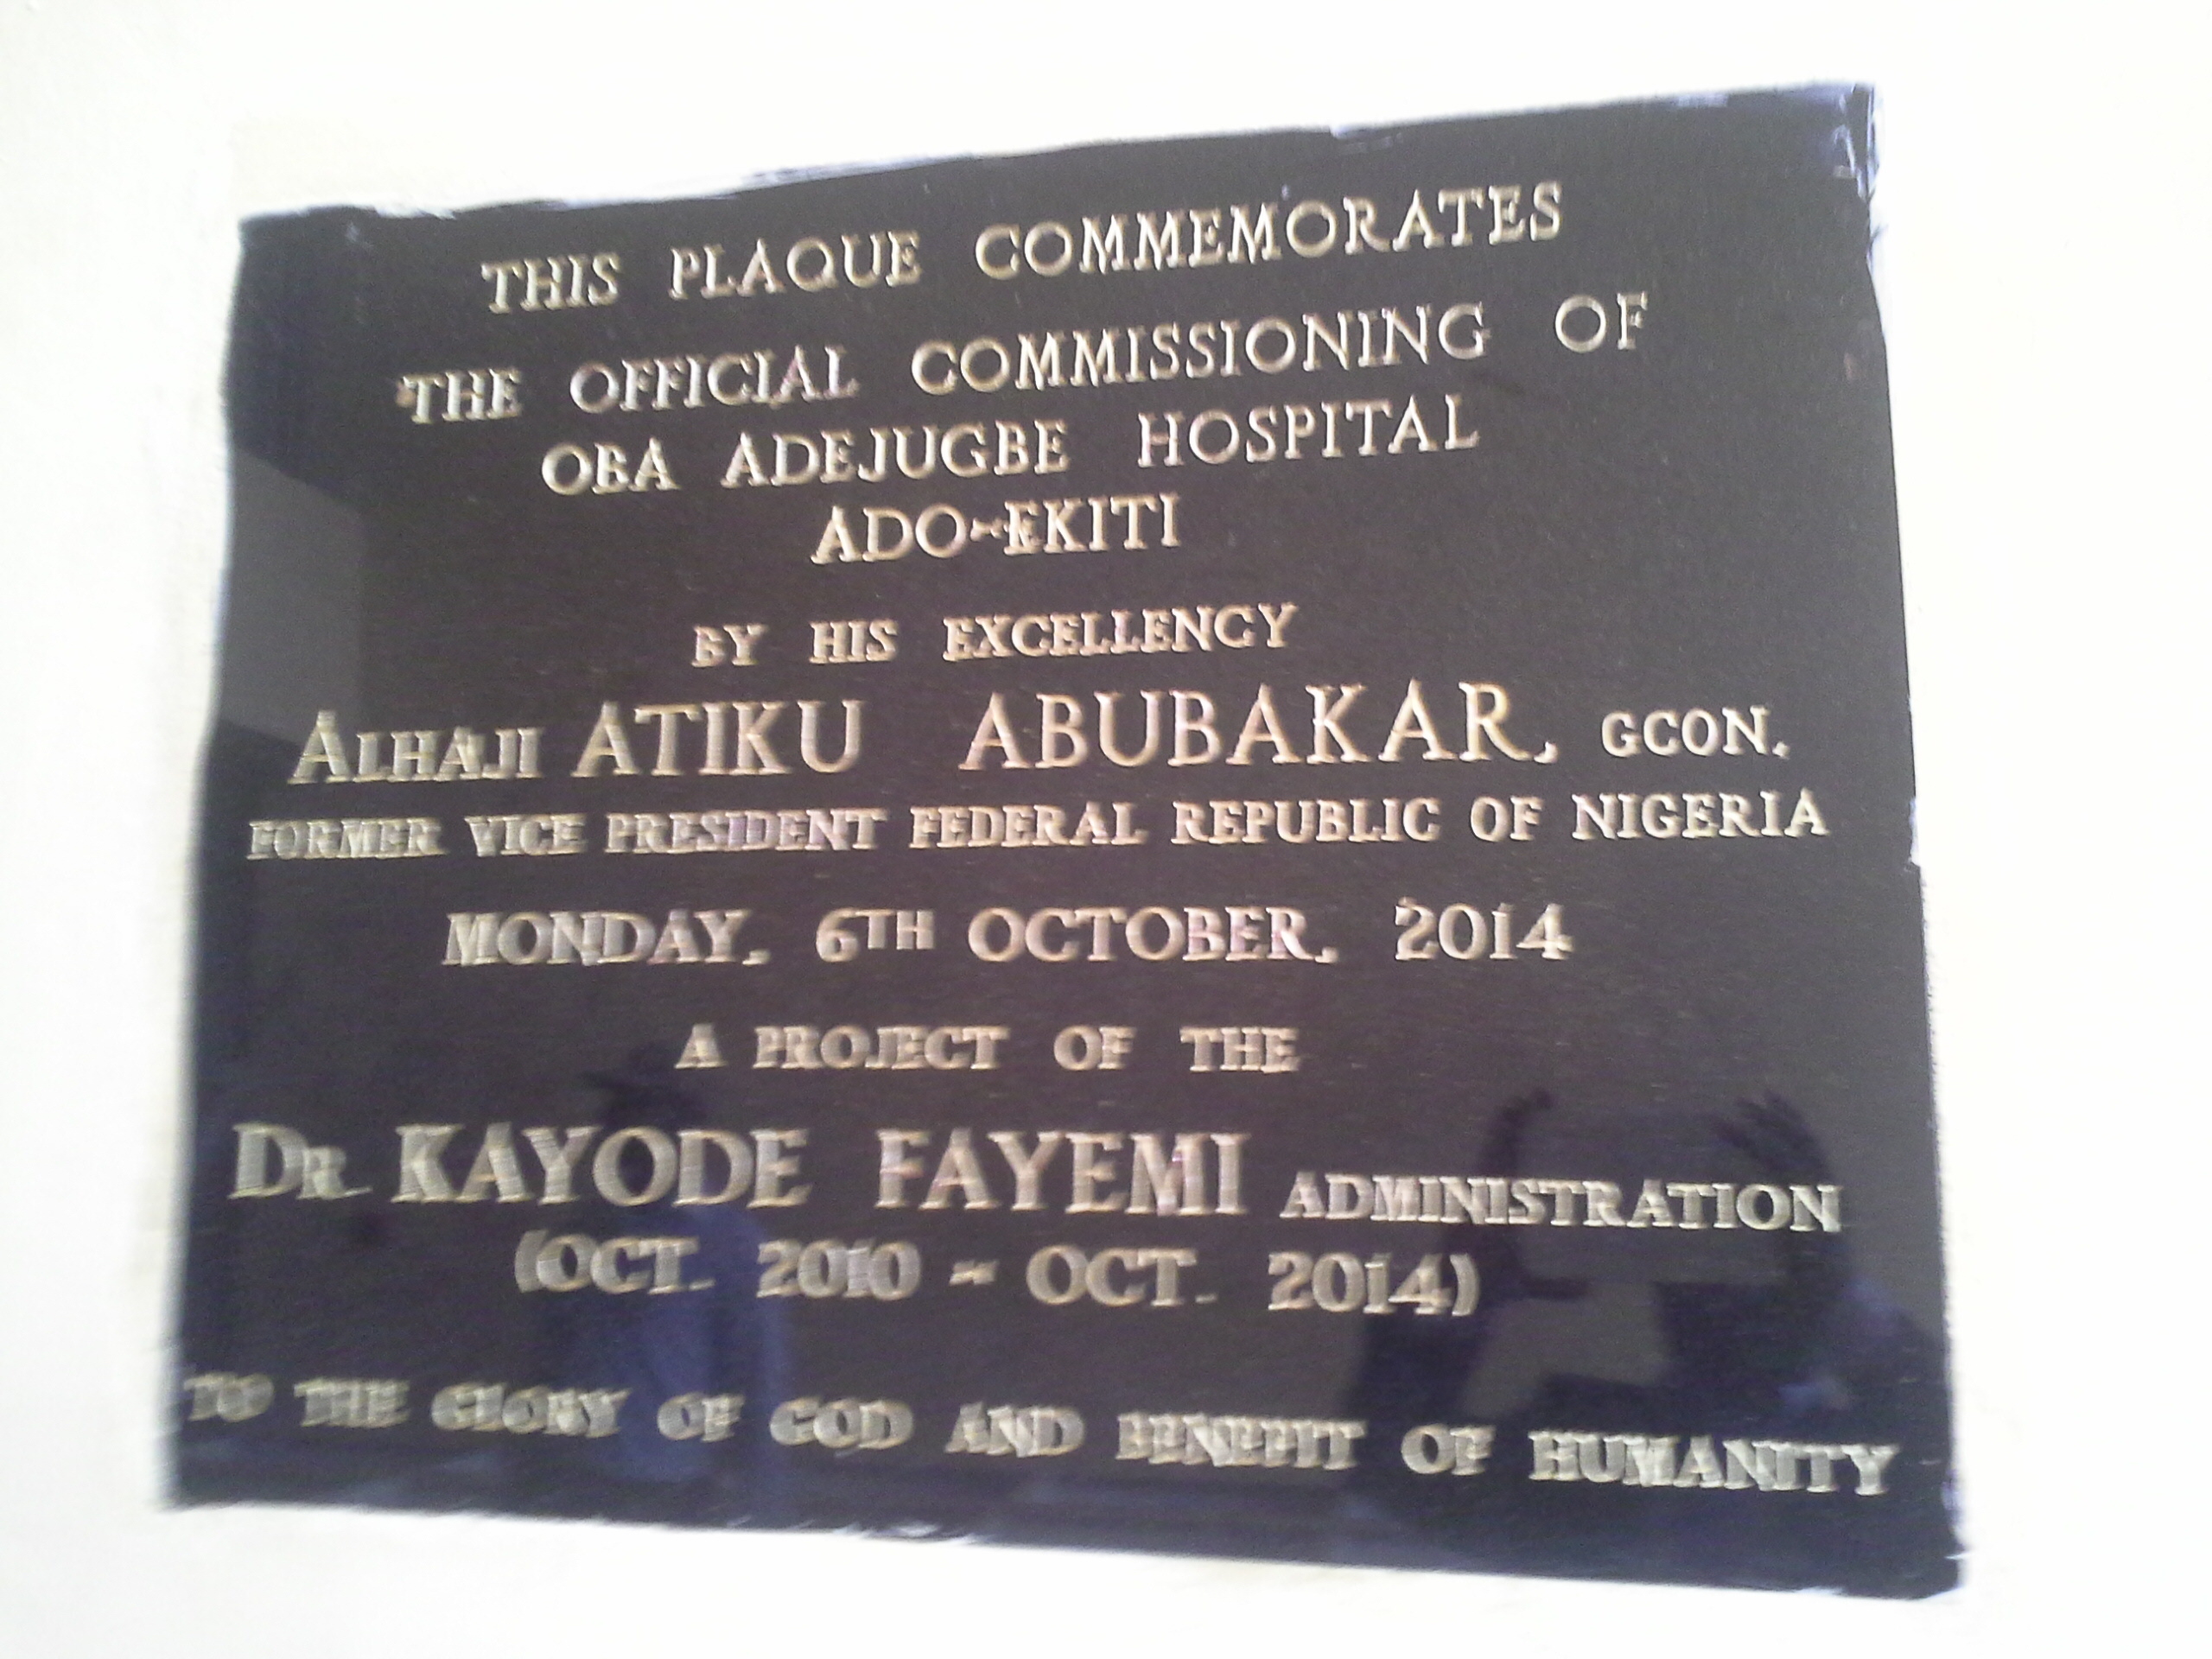 THIS PLAQUE COMMEMORATES
THE OFFICIAL COMMISSIONING OF
OBA ADEJUGBE HOSPITAL
ADO-EKITI
BY HIS EXCELLENCY
ALHAJI ATIKU ABUBAKAR, GCON.
FORMER VICE PRESIDENT FEDERAL REPUBLIC OF NIGERIA
MONDAY, 6TH OCTOBER, 2014
A PROJECT OF THE
DR. KAYODE FAYEMI ADMINISTRATION
(OCT. 2010 - OCT. 2014)
TO THE GLORY OF GOD AND BENEFIT OF HUMANITY